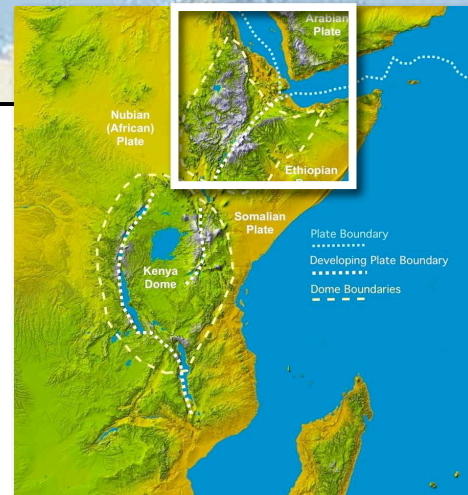 Arabian
Plate
Nubian
(African)
Plate
Ethiopian
Somalian
Plate
Kenya
Dome
Plate Boundary
Developing Plate Boundary
Dome Boundaries